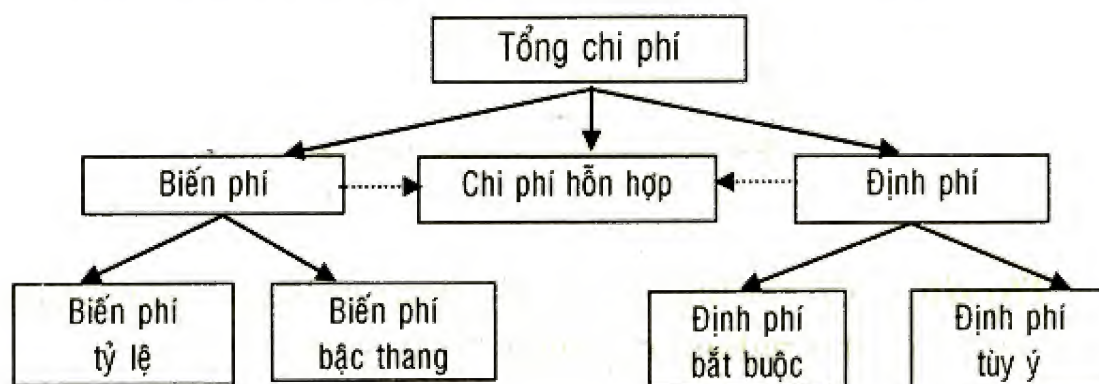 Tổng chi phí
Biến phí
Chi phí hỗn hợp
Định phí
Biến phí
tỷ lệ
Biến phí
bậc thang
Định phí
bắt buộc
Định phí
tùy ý